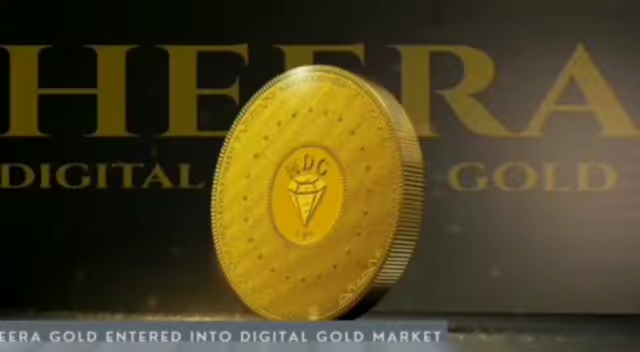 HEERA
DIGITAL GOLD
HDC
EERA GOLD ENTERED INTO DIGITAL GOLD MARKET